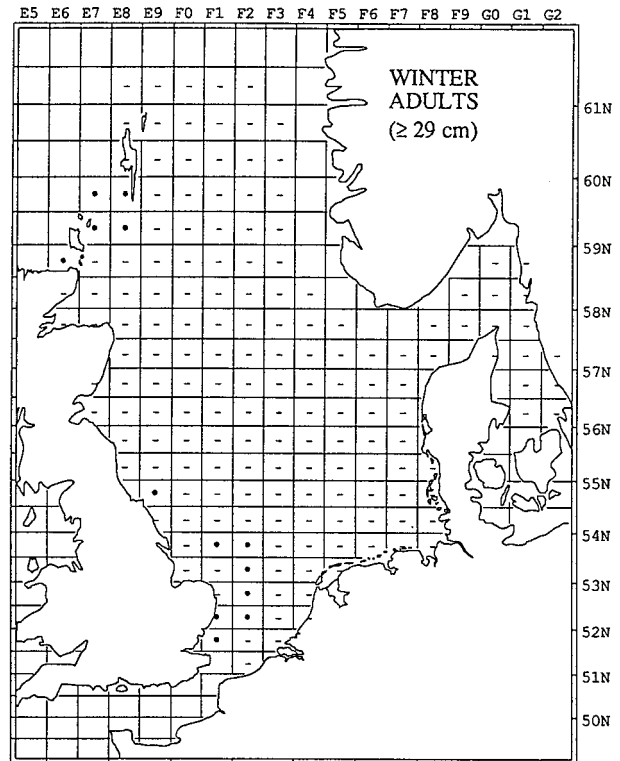 E5 E6 E7 E8 E9 F0 F1 F2 F3 F4 F5 F6 F7 F8 F9 G0 G1 G2
WINTER
ADULTS
(≥ 29 cm)
61N
60N
59N
58N
57N
56N
55N
54N
53N
52N
51N
50N